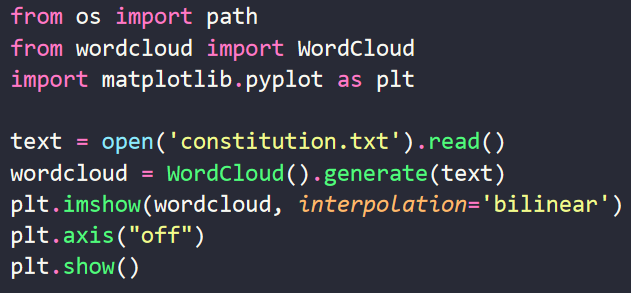 from os import path
from wordcloud import WordCloud
import matplotlib.pyplot as plt
text = open('constitution.txt').read()
wordcloud = WordCloud().generate(text)
plt.imshow(wordcloud, interpolation='bilinear')
plt.axis("off")
plt.show()